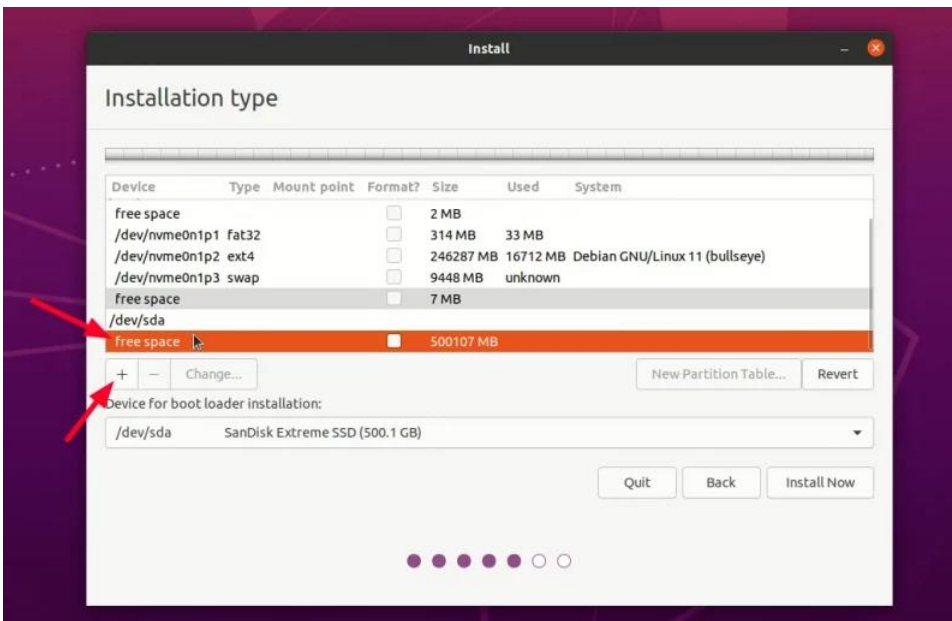 Install
Installation type
Device Type Mount point Format? Size Used System
free space 2 MB
/dev/nvme0n1p1 fat32 314 MB 33 MB
/dev/nvme0n1p2 ext4 246287 MB 16712 MB Debian GNU/Linux 11 (bullseye)
/dev/nvme0n1p3 swap 9448 MB unknown
free space 7 MB
/dev/sda
free space 500107 MB
+ − Change... New Partition Table... Revert
Device for boot loader installation:
/dev/sda SanDisk Extreme SSD (500.1 GB)
Quit Back Install Now